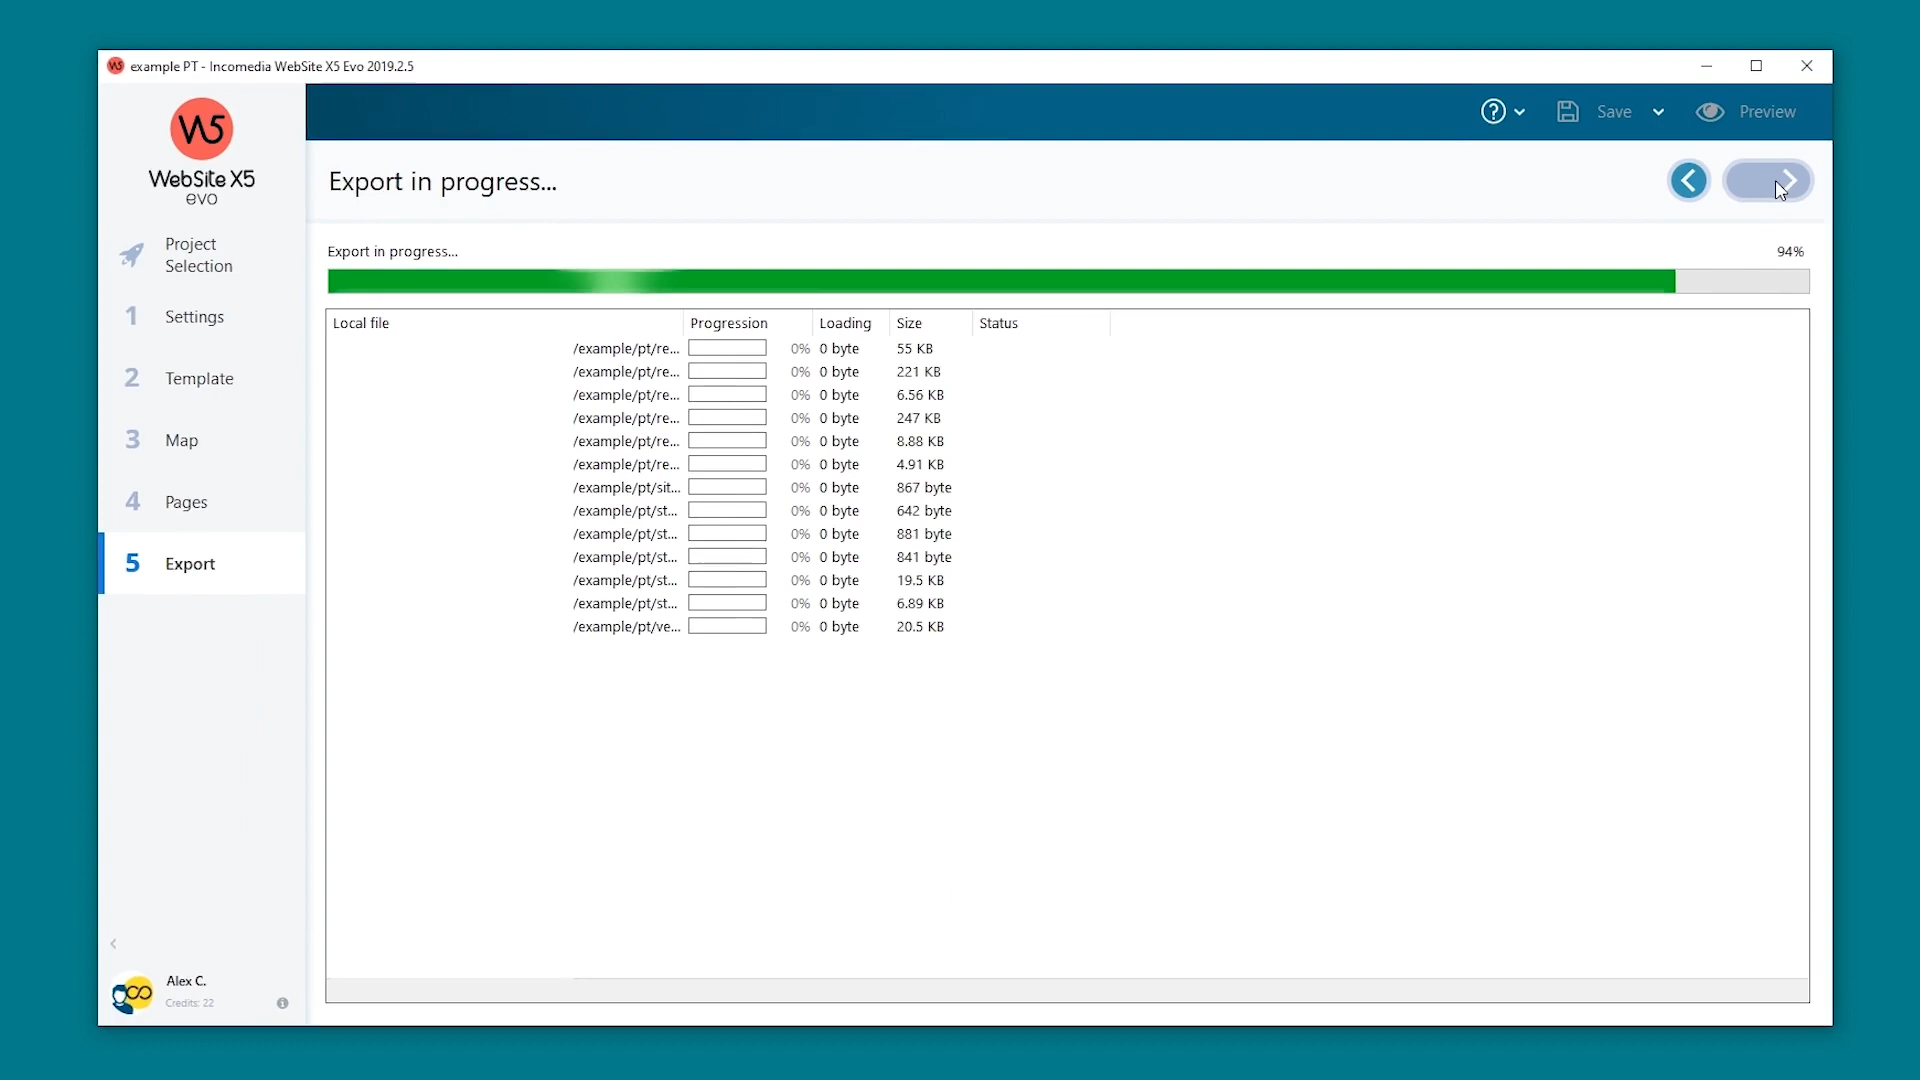 example PT - Incomedia WebSite X5 Evo 2019.2.5
W5
WebSite X5
evo
Save
Preview
Export in progress...
Project
Selection
1 Settings
2 Template
3 Map
4 Pages
5 Export
Export in progress... 94%
Local file Progression Loading Size Status
/example/pt/re... 0% 0 byte 55 KB
/example/pt/re... 0% 0 byte 221 KB
/example/pt/re... 0% 0 byte 6.56 KB
/example/pt/re... 0% 0 byte 247 KB
/example/pt/re... 0% 0 byte 8.88 KB
/example/pt/re... 0% 0 byte 4.91 KB
/example/pt/sit... 0% 0 byte 867 byte
/example/pt/st... 0% 0 byte 642 byte
/example/pt/st... 0% 0 byte 881 byte
/example/pt/st... 0% 0 byte 841 byte
/example/pt/st... 0% 0 byte 19.5 KB
/example/pt/st... 0% 0 byte 6.89 KB
/example/pt/ve... 0% 0 byte 20.5 KB
Alex C.
Credits: 22